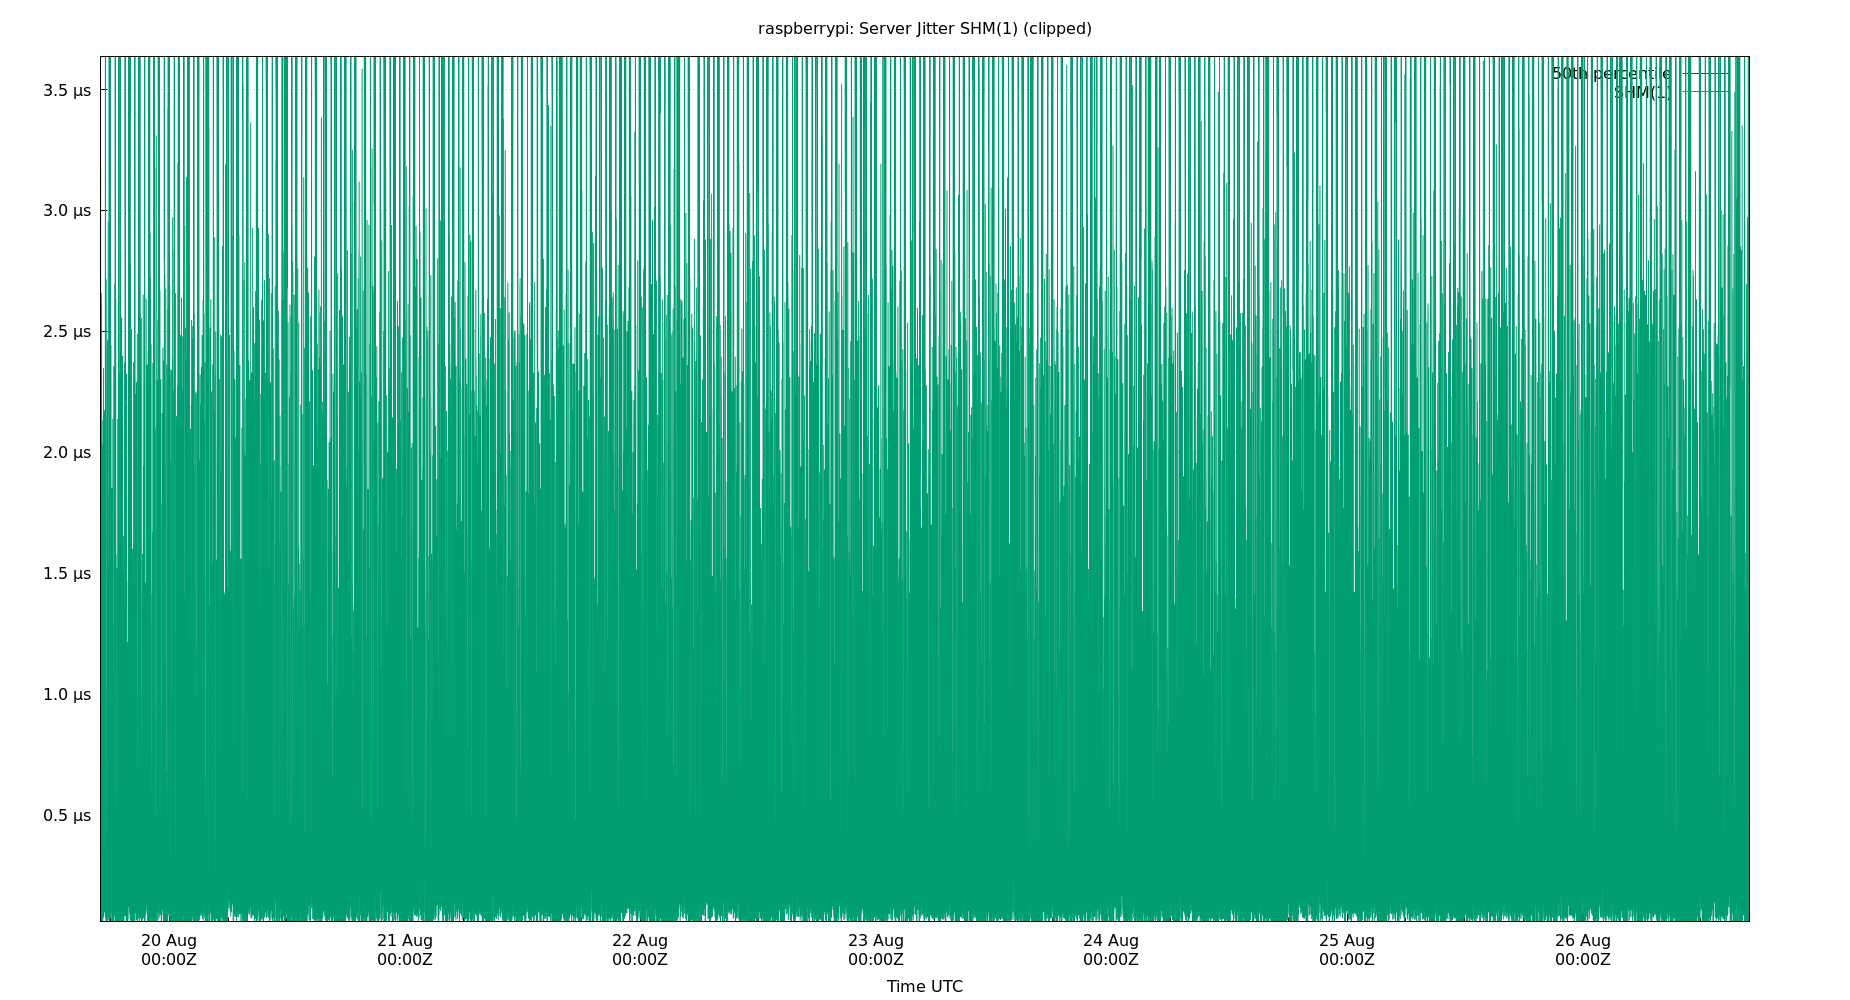 raspberrypi: Server Jitter SHM(1) (clipped)
50th percentile
SHM(1)
3.5 µs
3.0 µs
2.5 µs
2.0 µs
1.5 µs
1.0 µs
0.5 µs
20 Aug 21 Aug 22 Aug 23 Aug 24 Aug 25 Aug 26 Aug
00:00Z 00:00Z 00:00Z 00:00Z 00:00Z 00:00Z 00:00Z
Time UTC